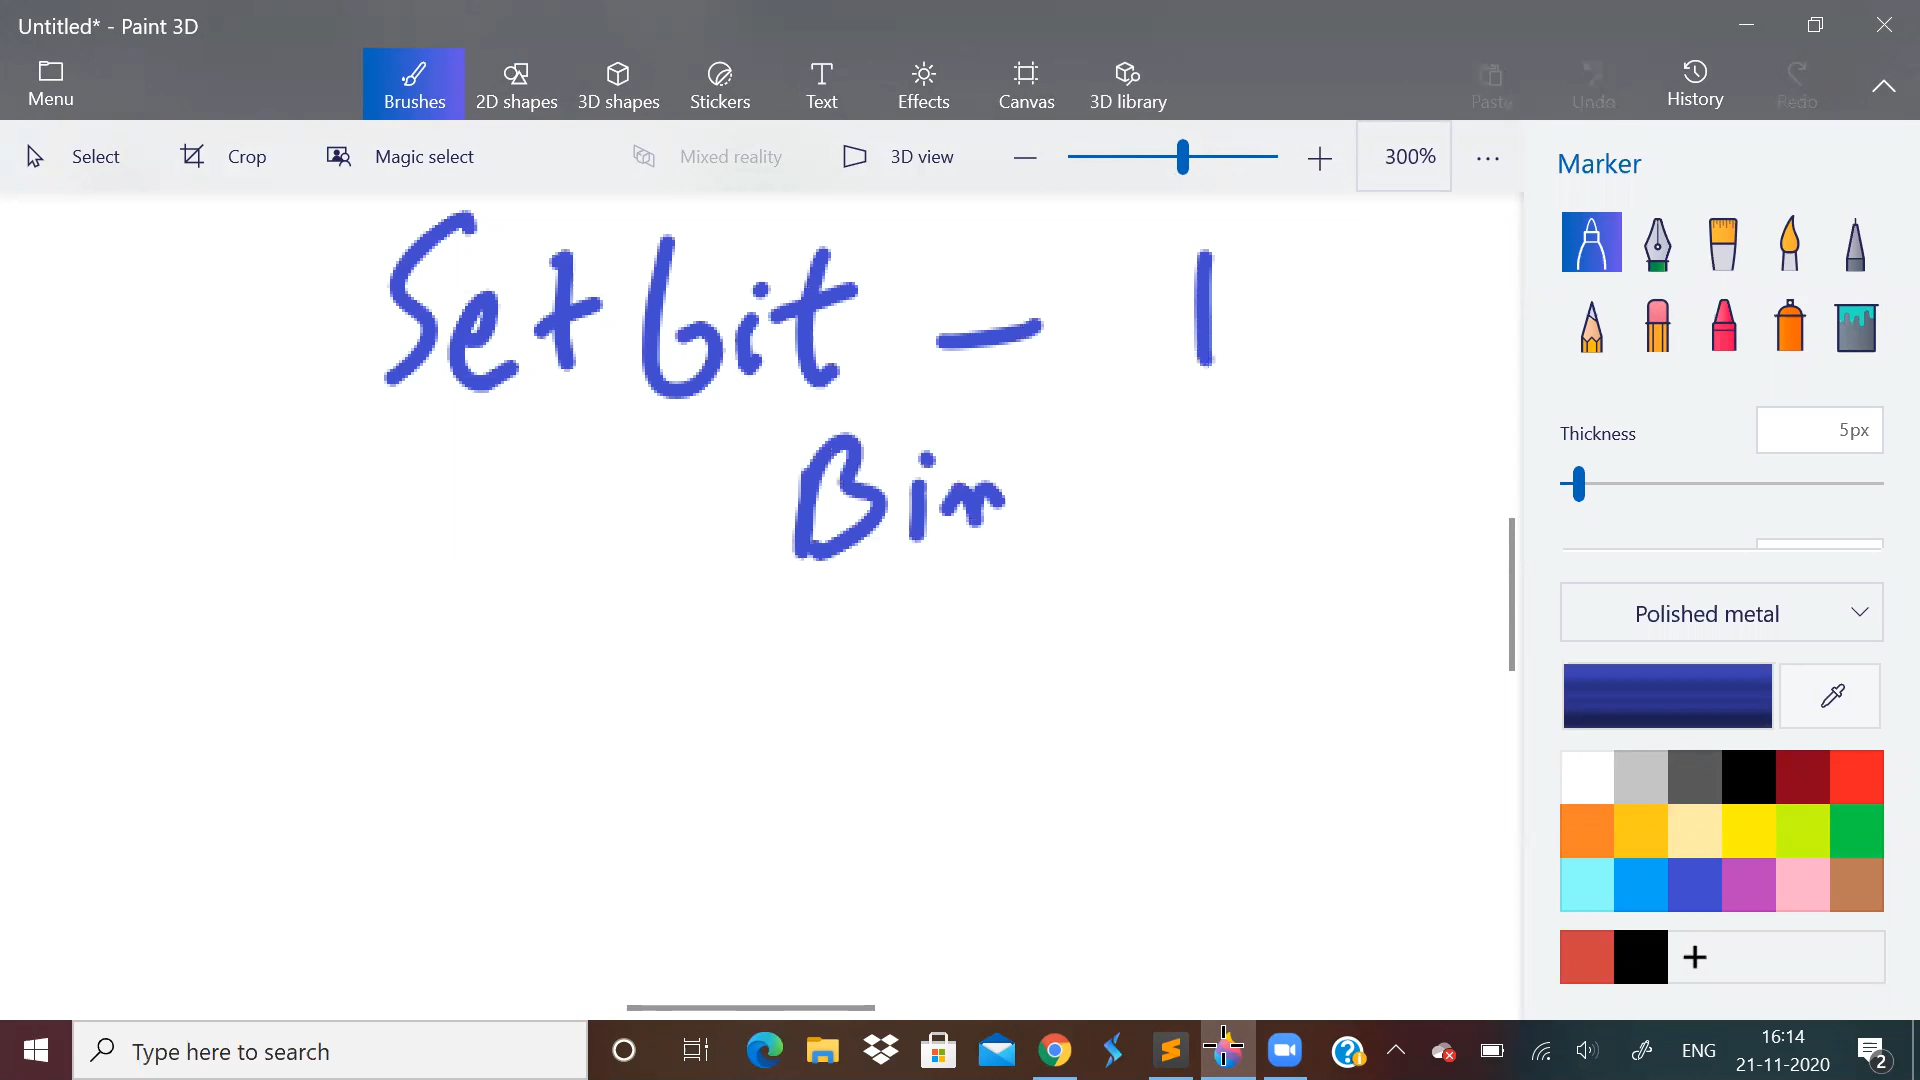 Untitled* - Paint 3D
Menu
Brushes
2D shapes
3D shapes
Stickers
Text
Effects
Canvas
3D library
Paste
Undo
History
Redo
Select
Crop
Magic select
Mixed reality
3D view
300%
Marker
Set bit - 1
Bin
Thickness
5px
Polished metal
Type here to search
ENG
16:14
21-11-2020
2